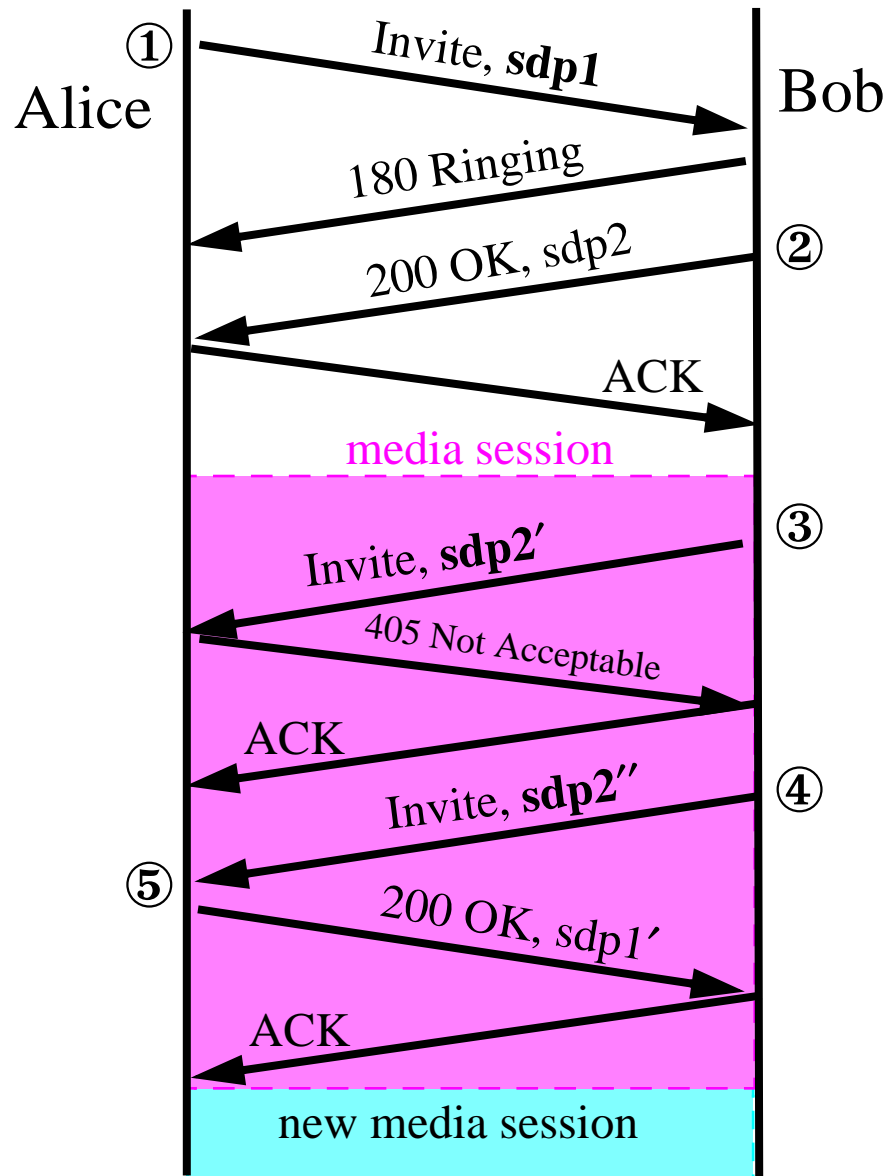 ①
Invite, sdp1
Alice
Bob
180 Ringing
②
200 OK, sdp2
ACK
media session
③
Invite, sdp2′
405 Not Acceptable
ACK
④
Invite, sdp2′′
⑤
200 OK, sdp1′
ACK
new media session